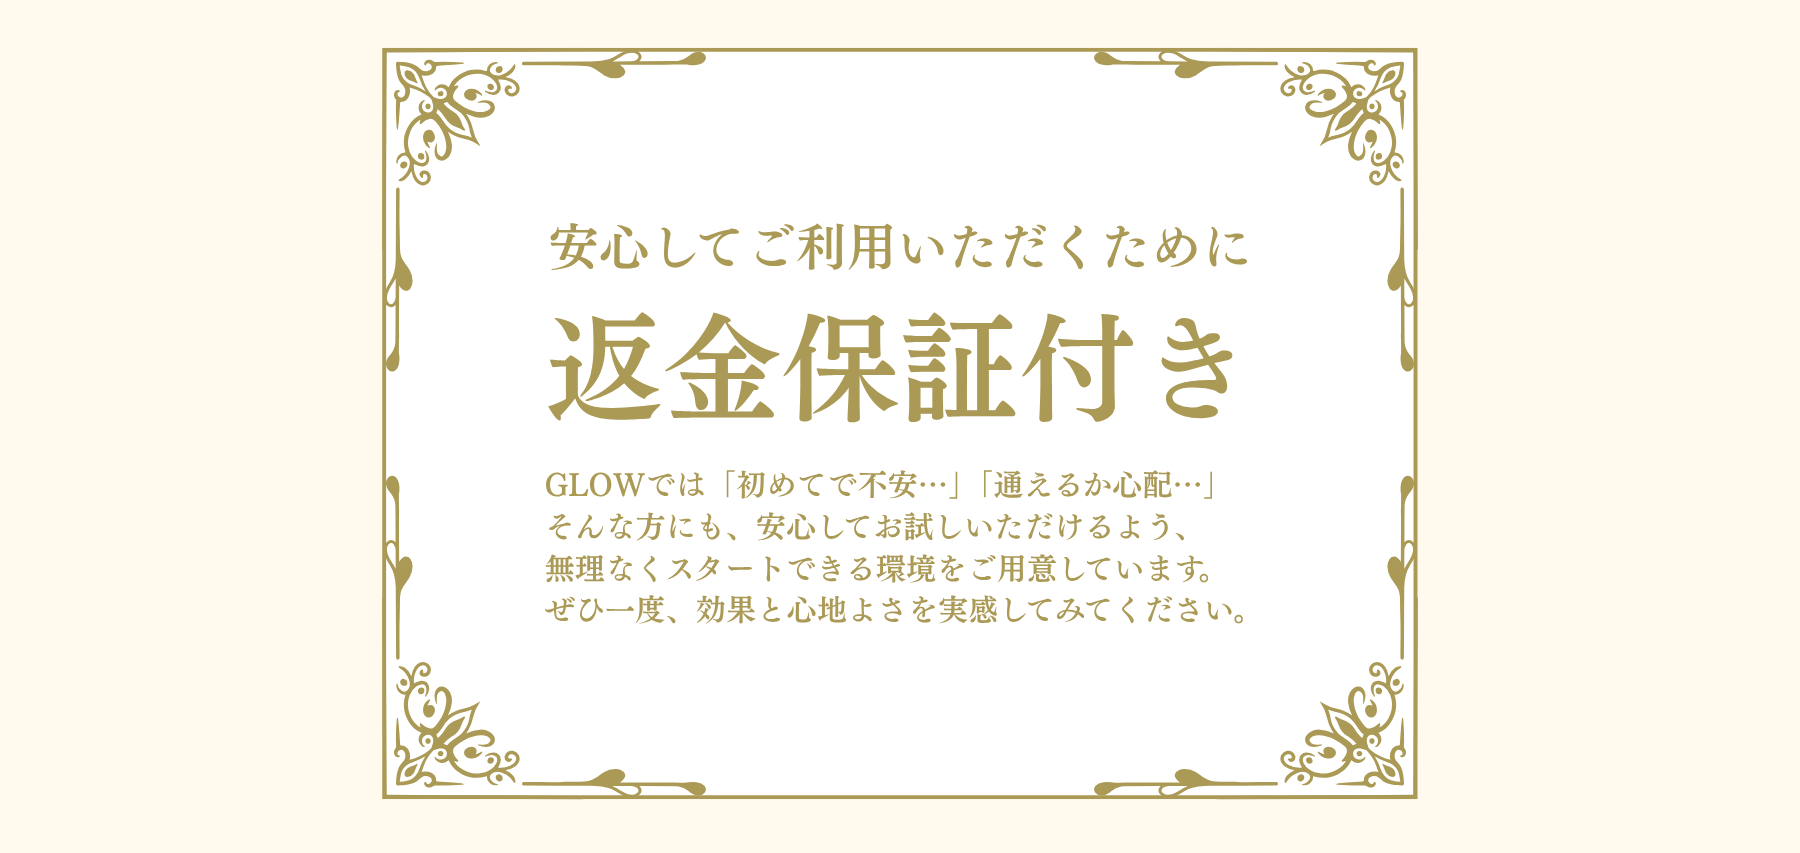 安心してご利用いただくために
返金保証付き
GLOWでは「初めてで不安…」「通えるか心配…」
そんな方にも、安心してお試しいただけるよう、
無理なくスタートできる環境をご用意しています。
ぜひ一度、効果と心地よさを実感してみてください。